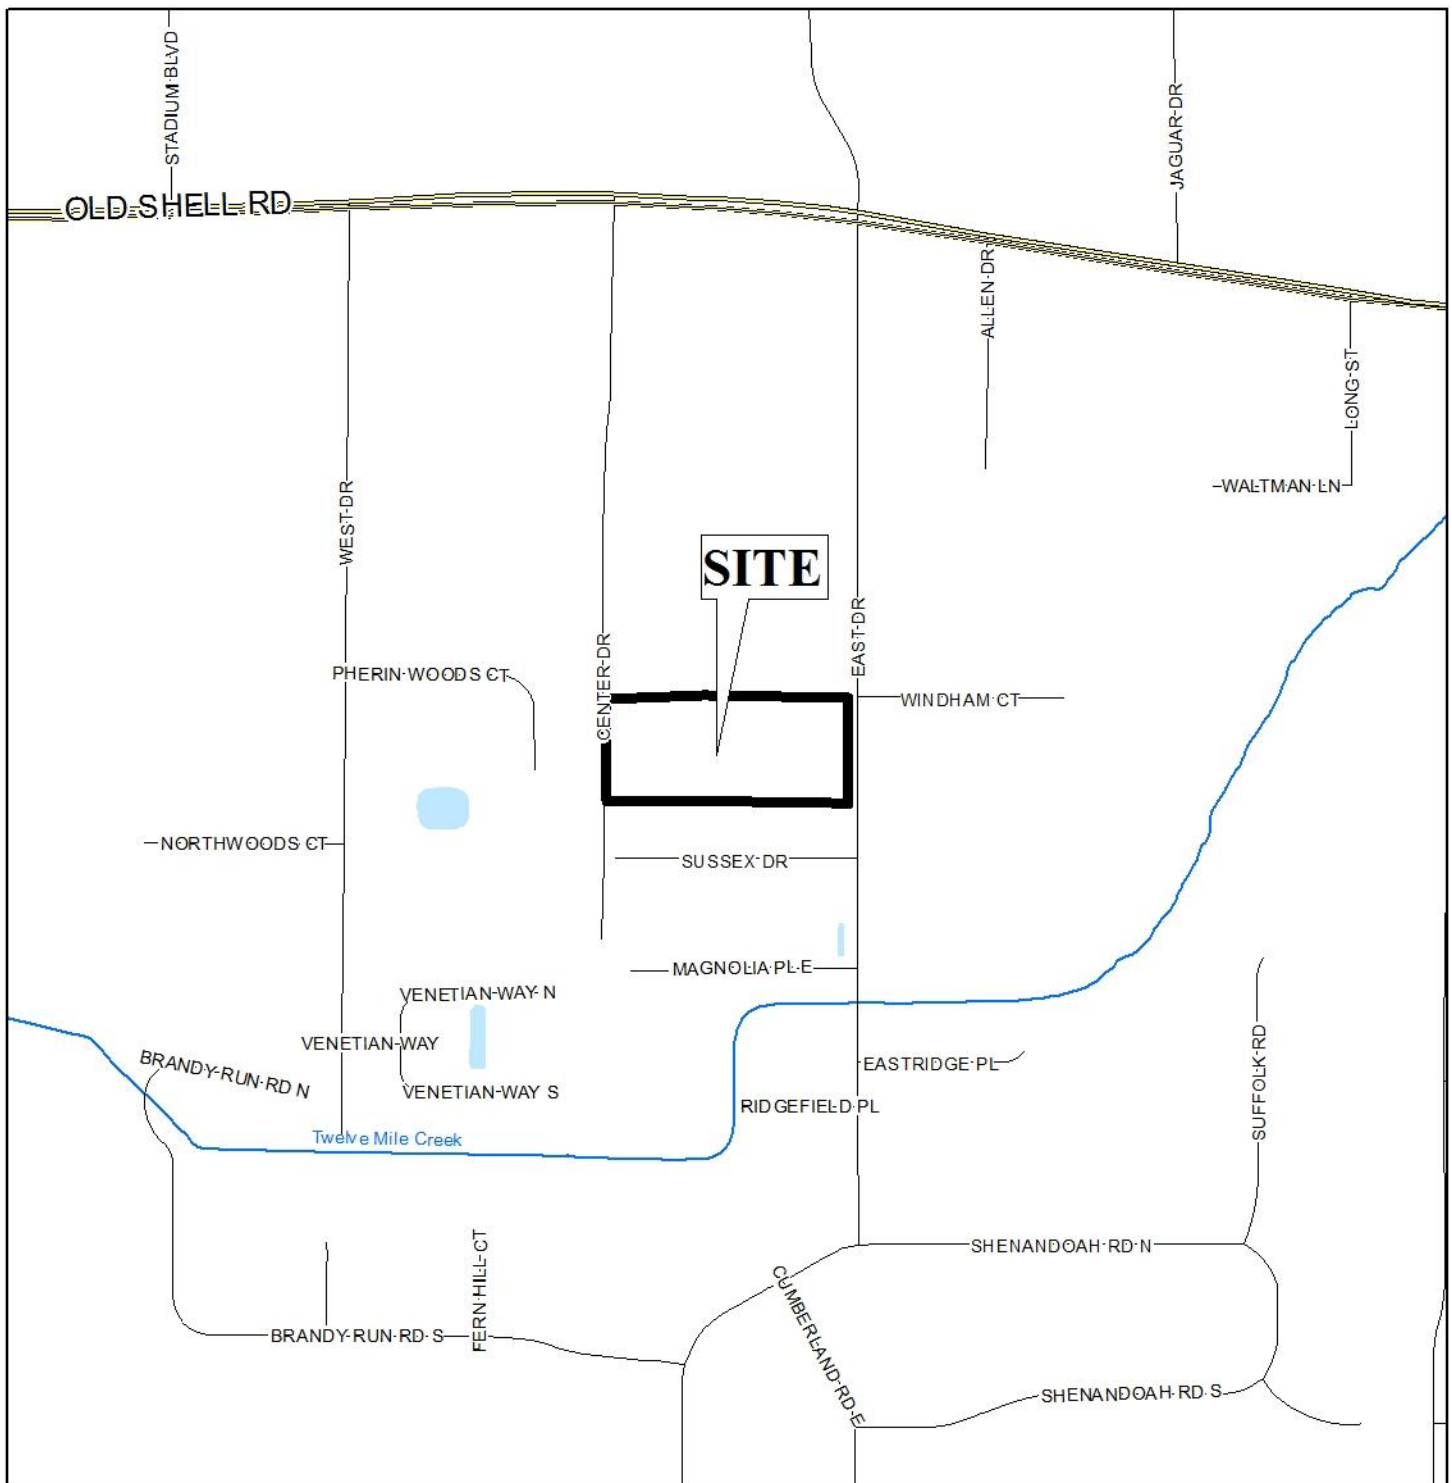 STADIUM BLVD
JAGUAR DR
OLD SHELL RD
ALLEN DR
LONG ST
WALTMAN LN
WEST DR
SITE
EAST DR
CENTER DR
PHERIN WOODS CT
WINDHAM CT
NORTHWOODS CT
SUSSEX DR
MAGNOLIA PL E
VENETIAN WAY N
VENETIAN WAY
BRANDY RUN RD N
VENETIAN WAY S
EASTRIDGE PL
SUFFOLK RD
RIDGEFIELD PL
Twelve Mile Creek
SHENANDOAH RD N
FERN HILL CT
CUMBERLAND RD E
BRANDY RUN RD S
SHENANDOAH RD S